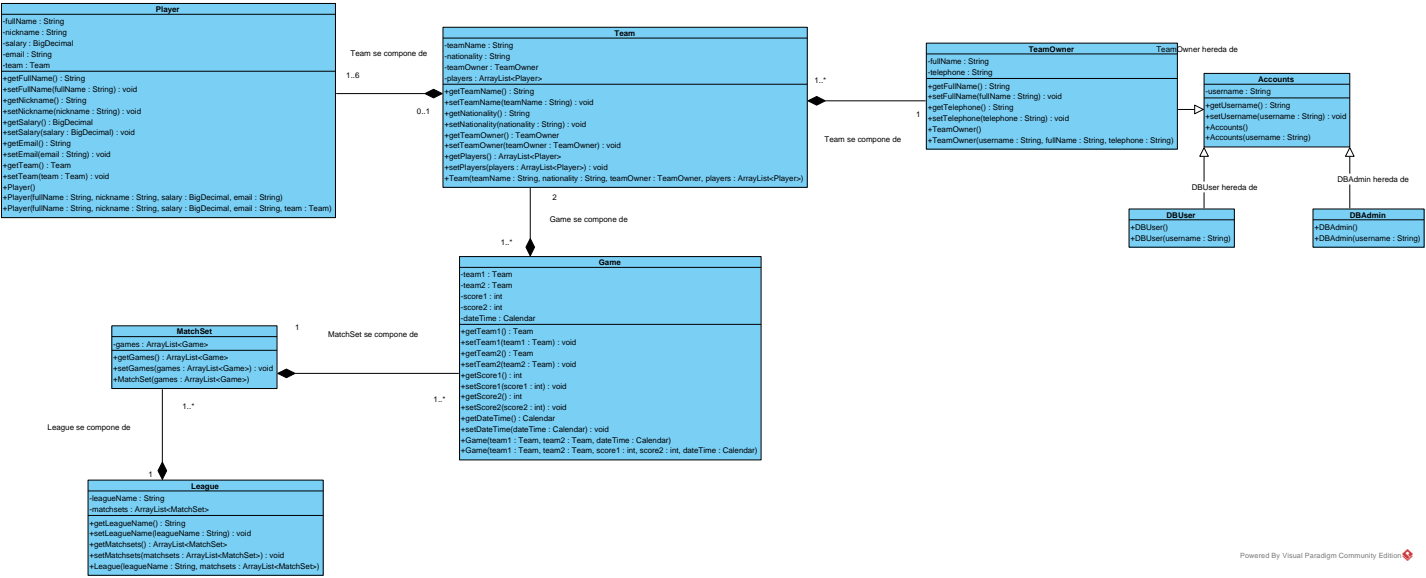 Player
-fullName : String
-nickname : String
-salary : BigDecimal
-email : String
-team : Team
+getFullName() : String
+setFullName(fullName : String) : void
+getNickname() : String
+setNickname(nickname : String) : void
+getSalary() : BigDecimal
+setSalary(salary : BigDecimal) : void
+getEmail() : String
+setEmail(email : String) : void
+getTeam() : Team
+setTeam(team : Team) : void
+Player()
+Player(fullName : String, nickname : String, salary : BigDecimal, email : String)
+Player(fullName : String, nickname : String, salary : BigDecimal, email : String, team : Team)
Team se compone de
1..6
0..1
Team
-teamName : String
-nationality : String
-teamOwner : TeamOwner
-players : ArrayList<Player>
+getTeamName() : String
+setTeamName(teamName : String) : void
+getNationality() : String
+setNationality(nationality : String) : void
+getTeamOwner() : TeamOwner
+setTeamOwner(teamOwner : TeamOwner) : void
+getPlayers() : ArrayList<Player>
+setPlayers(players : ArrayList<Player>) : void
+Team(teamName : String, nationality : String, teamOwner : TeamOwner, players : ArrayList<Player>)
1..*
1
Team se compone de
TeamOwner
-fullName : String
-telephone : String
+getFullName() : String
+setFullName(fullName : String) : void
+getTelephone() : String
+setTelephone(telephone : String) : void
+TeamOwner()
+TeamOwner(username : String, fullName : String, telephone : String)
TeamOwner hereda de
Accounts
-username : String
+getUsername() : String
+setUsername(username : String) : void
+Accounts()
+Accounts(username : String)
DBUser hereda de
DBAdmin hereda de
DBUser
+DBUser()
+DBUser(username : String)
DBAdmin
+DBAdmin()
+DBAdmin(username : String)
2
Game se compone de
1..*
Game
-team1 : Team
-team2 : Team
-score1 : int
-score2 : int
-dateTime : Calendar
+getTeam1() : Team
+setTeam1(team1 : Team) : void
+getTeam2() : Team
+setTeam2(team2 : Team) : void
+getScore1() : int
+setScore1(score1 : int) : void
+getScore2() : int
+setScore2(score2 : int) : void
+getDateTime() : Calendar
+setDateTime(dateTime : Calendar) : void
+Game(team1 : Team, team2 : Team, dateTime : Calendar)
+Game(team1 : Team, team2 : Team, score1 : int, score2 : int, dateTime : Calendar)
1
MatchSet se compone de
1..*
MatchSet
-games : ArrayList<Game>
+getGames() : ArrayList<Game>
+setGames(games : ArrayList<Game>) : void
+MatchSet(games : ArrayList<Game>)
1..*
League se compone de
1
League
-leagueName : String
-matchsets : ArrayList<MatchSet>
+getLeagueName() : String
+setLeagueName(leagueName : String) : void
+getMatchsets() : ArrayList<MatchSet>
+setMatchsets(matchsets : ArrayList<MatchSet>) : void
+League(leagueName : String, matchsets : ArrayList<MatchSet>)
Powered By Visual Paradigm Community Edition